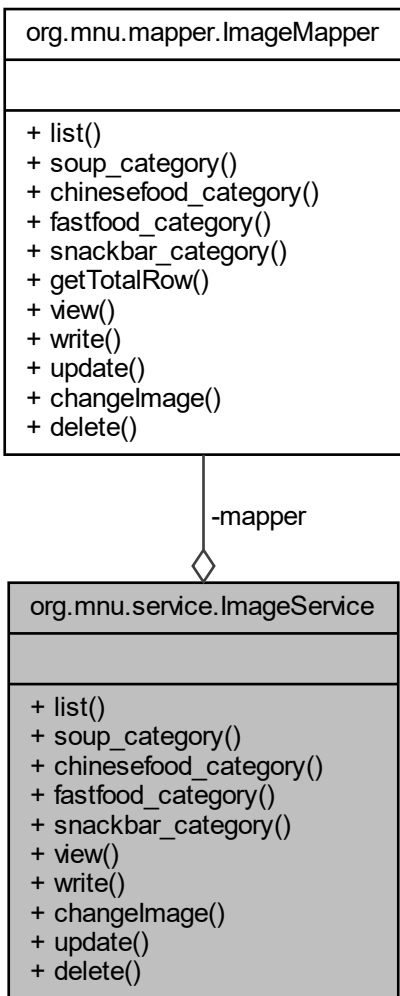 org.mnu.mapper.ImageMapper
+ list()
+ soup_category()
+ chinesefood_category()
+ fastfood_category()
+ snackbar_category()
+ getTotalRow()
+ view()
+ write()
+ update()
+ changeImage()
+ delete()
-mapper
org.mnu.service.ImageService
+ list()
+ soup_category()
+ chinesefood_category()
+ fastfood_category()
+ snackbar_category()
+ view()
+ write()
+ changeImage()
+ update()
+ delete()